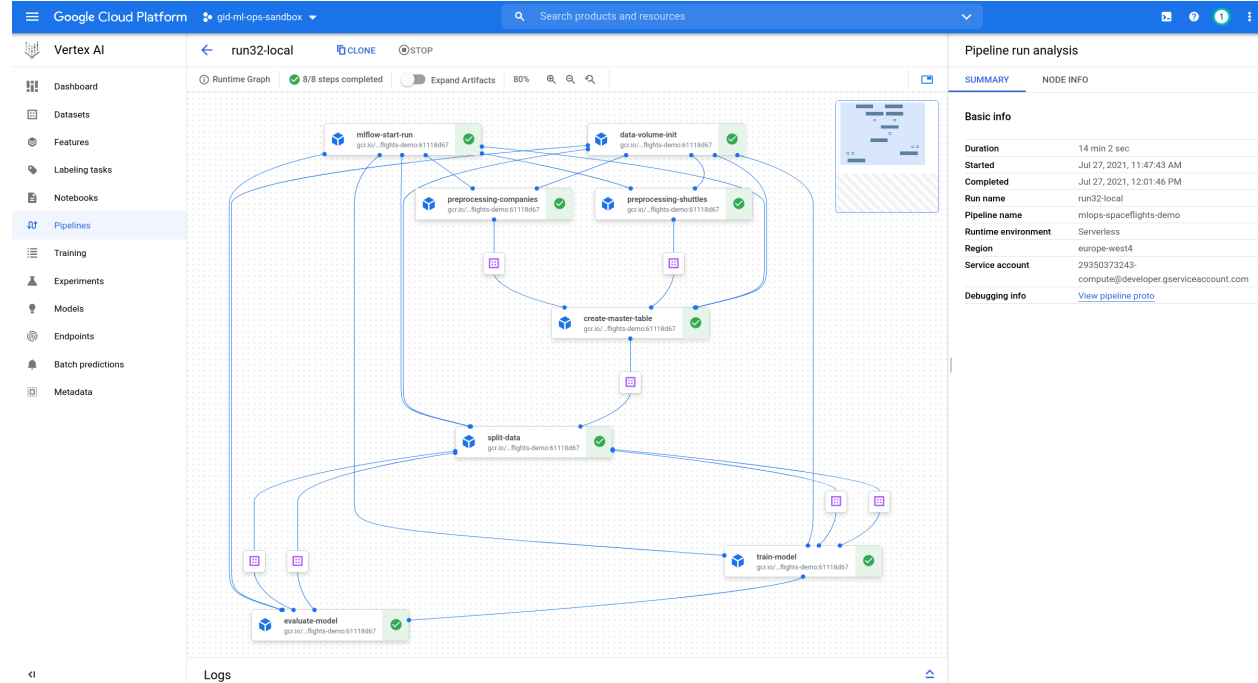 Google Cloud Platform
gid-ml-ops-sandbox
Search products and resources
1
Vertex AI
run32-local
CLONE
STOP
Pipeline run analysis
Runtime Graph
8/8 steps completed
Expand Artifacts
80%
SUMMARY
NODE INFO
Dashboard
Datasets
Features
Labeling tasks
Notebooks
Pipelines
Training
Experiments
Models
Endpoints
Batch predictions
Metadata
mlflow-start-run
gcr.io/...flights-demo:61118d67
data-volume-init
gcr.io/...flights-demo:61118d67
preprocessing-companies
gcr.io/...flights-demo:61118d67
preprocessing-shuttles
gcr.io/...flights-demo:61118d67
create-master-table
gcr.io/...flights-demo:61118d67
split-data
gcr.io/...flights-demo:61118d67
train-model
gcr.io/...flights-demo:61118d67
evaluate-model
gcr.io/...flights-demo:61118d67
Basic info
Duration 14 min 2 sec
Started Jul 27, 2021, 11:47:43 AM
Completed Jul 27, 2021, 12:01:46 PM
Run name run32-local
Pipeline name mlops-spaceflights-demo
Runtime environment Serverless
Region europe-west4
Service account 29350373243-
compute@developer.gserviceaccount.com
Debugging info View pipeline proto
Logs